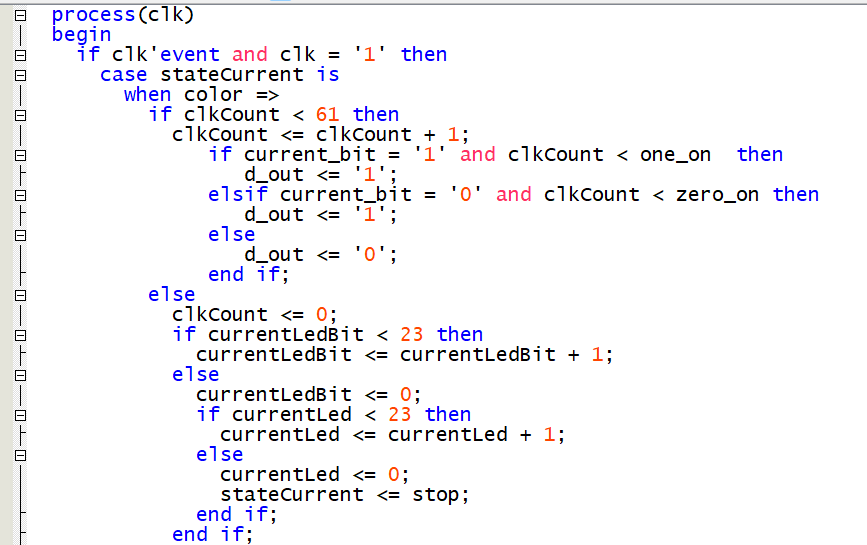 process(clk)
begin
if clk'event and clk = '1' then
case stateCurrent is
when color =>
if clkCount < 61 then
clkCount <= clkCount + 1;
if current_bit = '1' and clkCount < one_on then
d_out <= '1';
elsif current_bit = '0' and clkCount < zero_on then
d_out <= '1';
else
d_out <= '0';
end if;
else
clkCount <= 0;
if currentLedBit < 23 then
currentLedBit <= currentLedBit + 1;
else
currentLedBit <= 0;
if currentLed < 23 then
currentLed <= currentLed + 1;
else
currentLed <= 0;
stateCurrent <= stop;
end if;
end if;